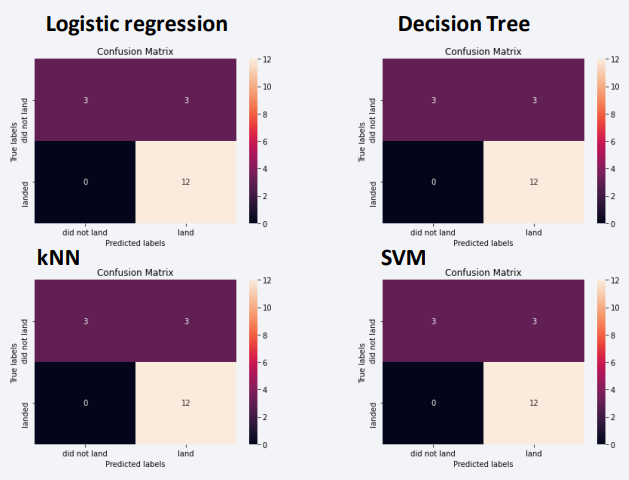 Logistic regression
Confusion Matrix
True labels
did not land
landed
3 3
0 12
did not land land
Predicted labels
12
10
8
6
4
2
0
Decision Tree
Confusion Matrix
True labels
did not land
landed
3 3
0 12
did not land land
Predicted labels
12
10
8
6
4
2
0
kNN
Confusion Matrix
True labels
did not land
landed
3 3
0 12
did not land land
Predicted labels
12
10
8
6
4
2
0
SVM
Confusion Matrix
True labels
did not land
landed
3 3
0 12
did not land land
Predicted labels
12
10
8
6
4
2
0